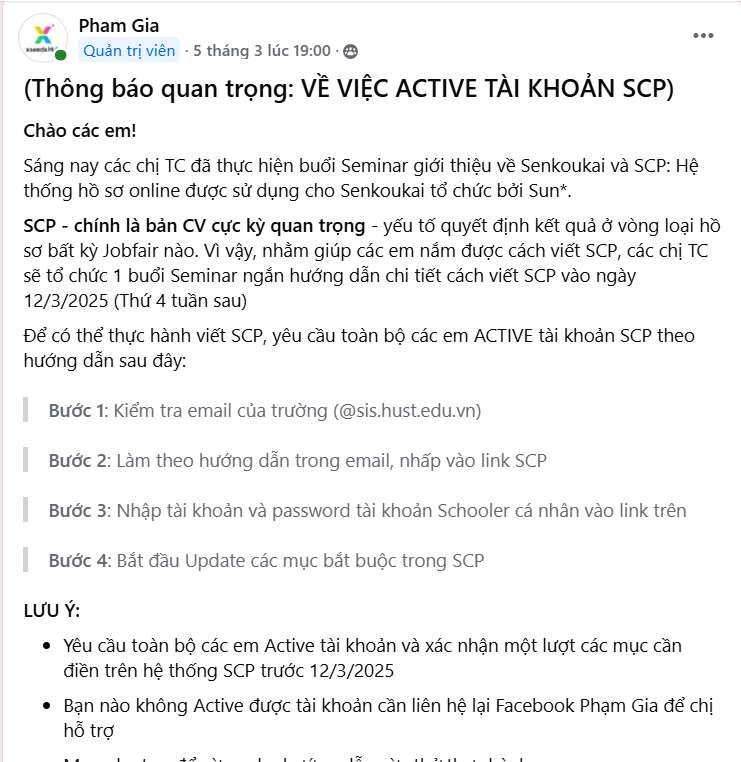 Pham Gia
Quản trị viên · 5 tháng 3 lúc 19:00 ·
(Thông báo quan trọng: VỀ VIỆC ACTIVE TÀI KHOẢN SCP)
Chào các em!
Sáng nay các chị TC đã thực hiện buổi Seminar giới thiệu về Senkoukai và SCP: Hệ
thống hồ sơ online được sử dụng cho Senkoukai tổ chức bởi Sun*.
SCP - chính là bản CV cực kỳ quan trọng - yếu tố quyết định kết quả ở vòng loại hồ
sơ bất kỳ Jobfair nào. Vì vậy, nhằm giúp các em nắm được cách viết SCP, các chị TC
sẽ tổ chức 1 buổi Seminar ngắn hướng dẫn chi tiết cách viết SCP vào ngày
12/3/2025 (Thứ 4 tuần sau)
Để có thể thực hành viết SCP, yêu cầu toàn bộ các em ACTIVE tài khoản SCP theo
hướng dẫn sau đây:
Bước 1: Kiểm tra email của trường (@sis.hust.edu.vn)
Bước 2: Làm theo hướng dẫn trong email, nhấp vào link SCP
Bước 3: Nhập tài khoản và password tài khoản Schooler cá nhân vào link trên
Bước 4: Bắt đầu Update các mục bắt buộc trong SCP
LƯU Ý:
• Yêu cầu toàn bộ các em Active tài khoản và xác nhận một lượt các mục cần
điền trên hệ thống SCP trước 12/3/2025
• Bạn nào không Active được tài khoản cần liên hệ lại Facebook Phạm Gia để chị
hỗ trợ